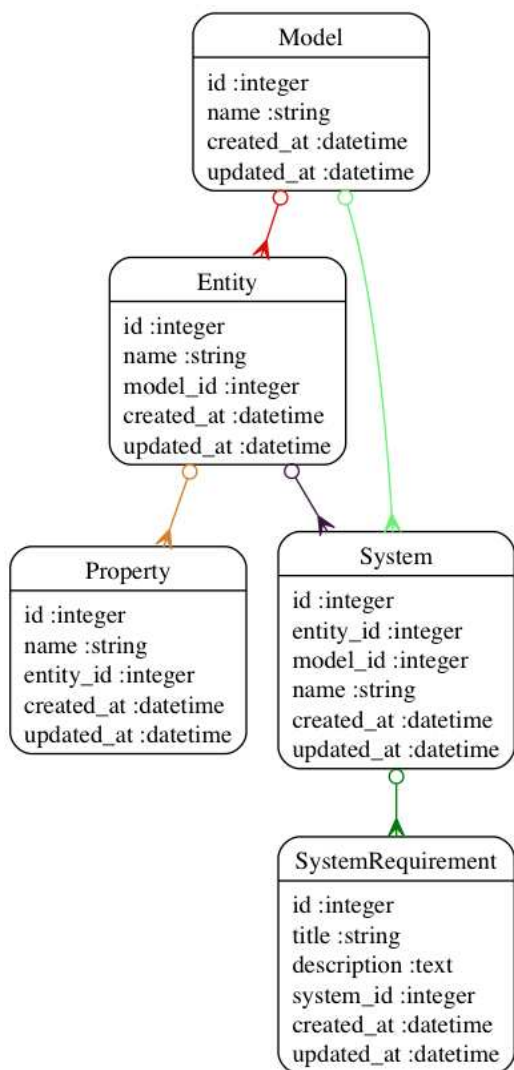 Model
id :integer
name :string
created_at :datetime
updated_at :datetime
Entity
id :integer
name :string
model_id :integer
created_at :datetime
updated_at :datetime
Property
id :integer
name :string
entity_id :integer
created_at :datetime
updated_at :datetime
System
id :integer
entity_id :integer
model_id :integer
name :string
created_at :datetime
updated_at :datetime
SystemRequirement
id :integer
title :string
description :text
system_id :integer
created_at :datetime
updated_at :datetime